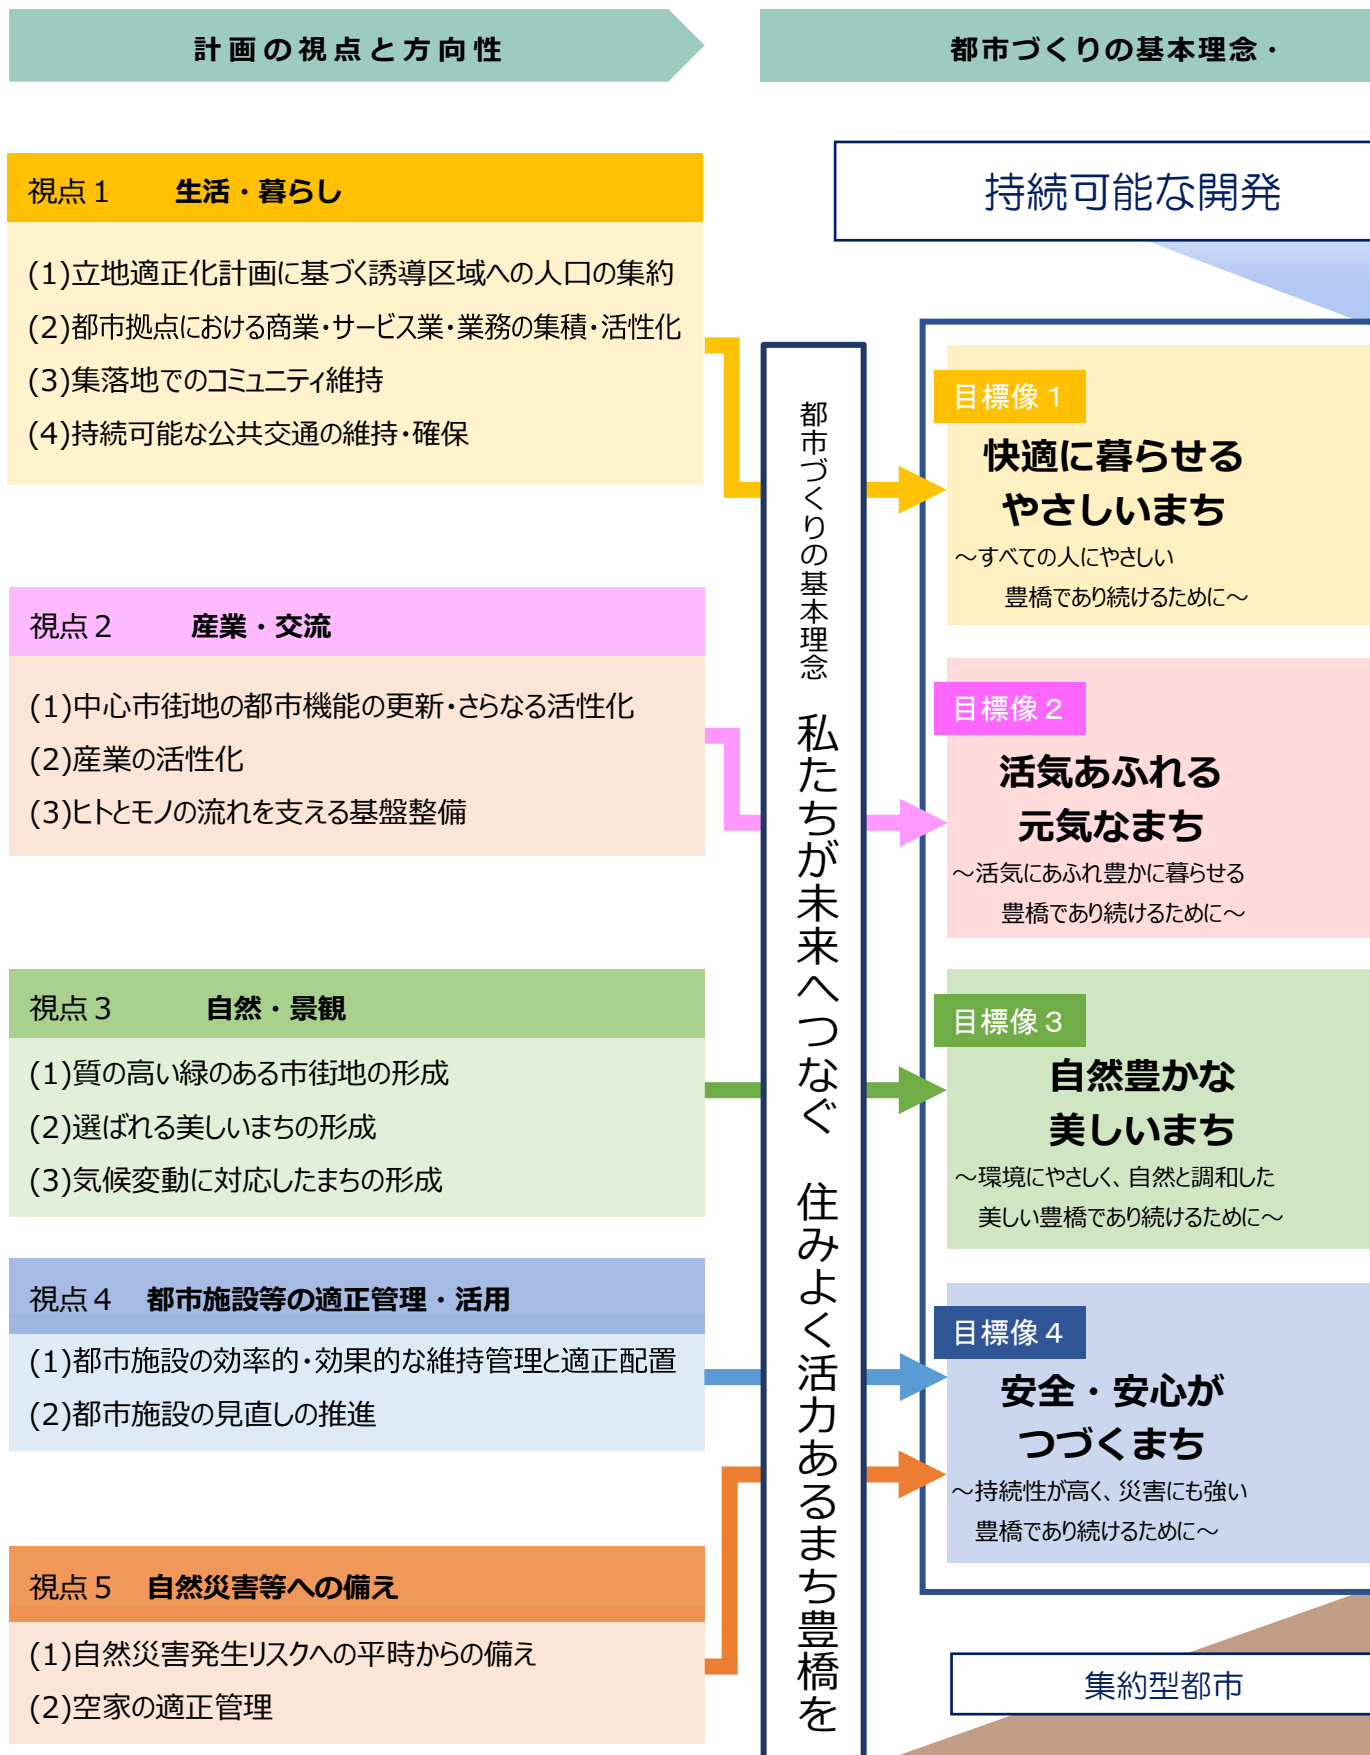 計画の視点と方向性
都市づくりの基本理念・
視点１ 生活・暮らし
(1)立地適正化計画に基づく誘導区域への人口の集約
(2)都市拠点における商業・サービス業・業務の集積・活性化
(3)集落地でのコミュニティ維持
(4)持続可能な公共交通の維持・確保
視点２ 産業・交流
(1)中心市街地の都市機能の更新・さらなる活性化
(2)産業の活性化
(3)ヒトとモノの流れを支える基盤整備
視点３ 自然・景観
(1)質の高い緑のある市街地の形成
(2)選ばれる美しいまちの形成
(3)気候変動に対応したまちの形成
視点４ 都市施設等の適正管理・活用
(1)都市施設の効率的・効果的な維持管理と適正配置
(2)都市施設の見直しの推進
視点５ 自然災害等への備え
(1)自然災害発生リスクへの平時からの備え
(2)空家の適正管理
都市づくりの基本理念 私たちが未来へつなぐ 住みよく活力あるまち豊橋を
持続可能な開発
目標像１
快適に暮らせる
やさしいまち
～すべての人にやさしい
豊橋であり続けるために～
目標像２
活気あふれる
元気なまち
～活気にあふれ豊かに暮らせる
豊橋であり続けるために～
目標像３
自然豊かな
美しいまち
～環境にやさしく、自然と調和した
美しい豊橋であり続けるために～
目標像４
安全・安心が
つづくまち
～持続性が高く、災害にも強い
豊橋であり続けるために～
集約型都市